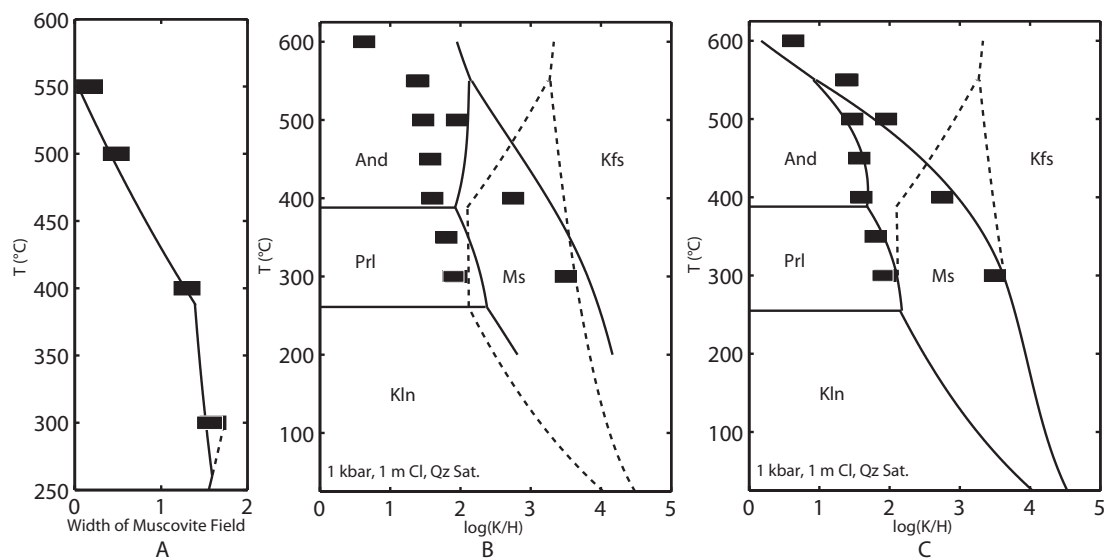 600
550
500
450
400
350
300
250
T (°C)
0
1
2
Width of Muscovite Field
A
600
500
400
300
200
100
T (°C)
And
Kfs
Prl
Ms
Kln
1 kbar, 1 m Cl, Qz Sat.
0
1
2
3
4
5
log(K/H)
B
600
500
400
300
200
100
T (°C)
And
Kfs
Prl
Ms
Kln
1 kbar, 1 m Cl, Qz Sat.
0
1
2
3
4
5
log(K/H)
C